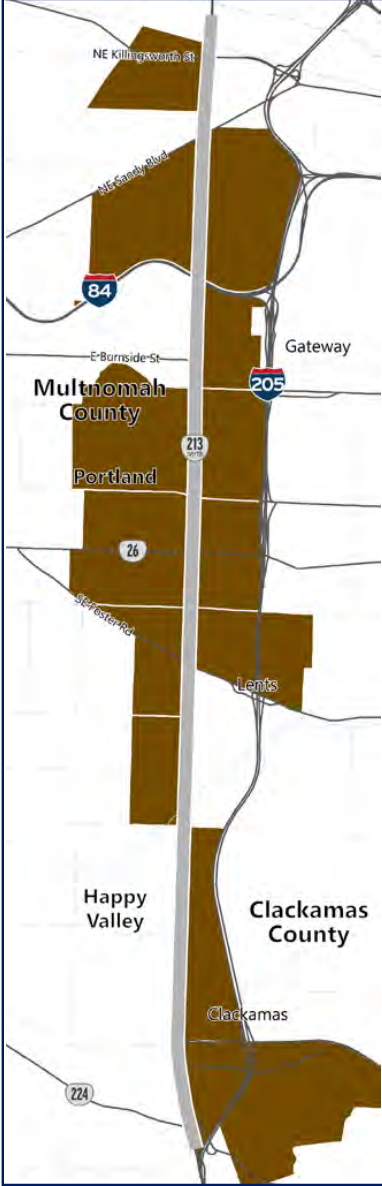 NE Killingsworth St
NE Sandy Blvd
84
Gateway
E Burnside St
205
Multnomah
County
213
Portland
26
SE Foster Rd
Lents
Happy
Valley
Clackamas
County
Clackamas
224